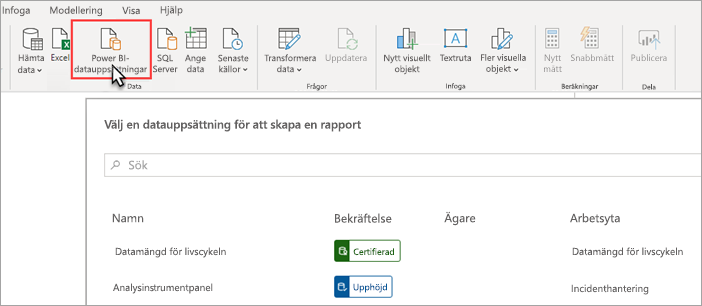 Infoga Modellering Visa Hjälp
Hämta data Excel Power BI-datauppsättningar SQL Server Ange data Senaste källor Transformera data Uppdatera Nytt visuellt objekt Textruta Fler visuella objekt Nytt mått Snabbmått Publicera
Data Frågor Infoga Beräkningar Dela
Välj en datauppsättning för att skapa en rapport
Sök
Namn Bekräftelse Ägare Arbetsyta
Datamängd för livscykeln Certifierad Datamängd för livscykeln
Analysinstrumentpanel Upphöjd Incidenthantering